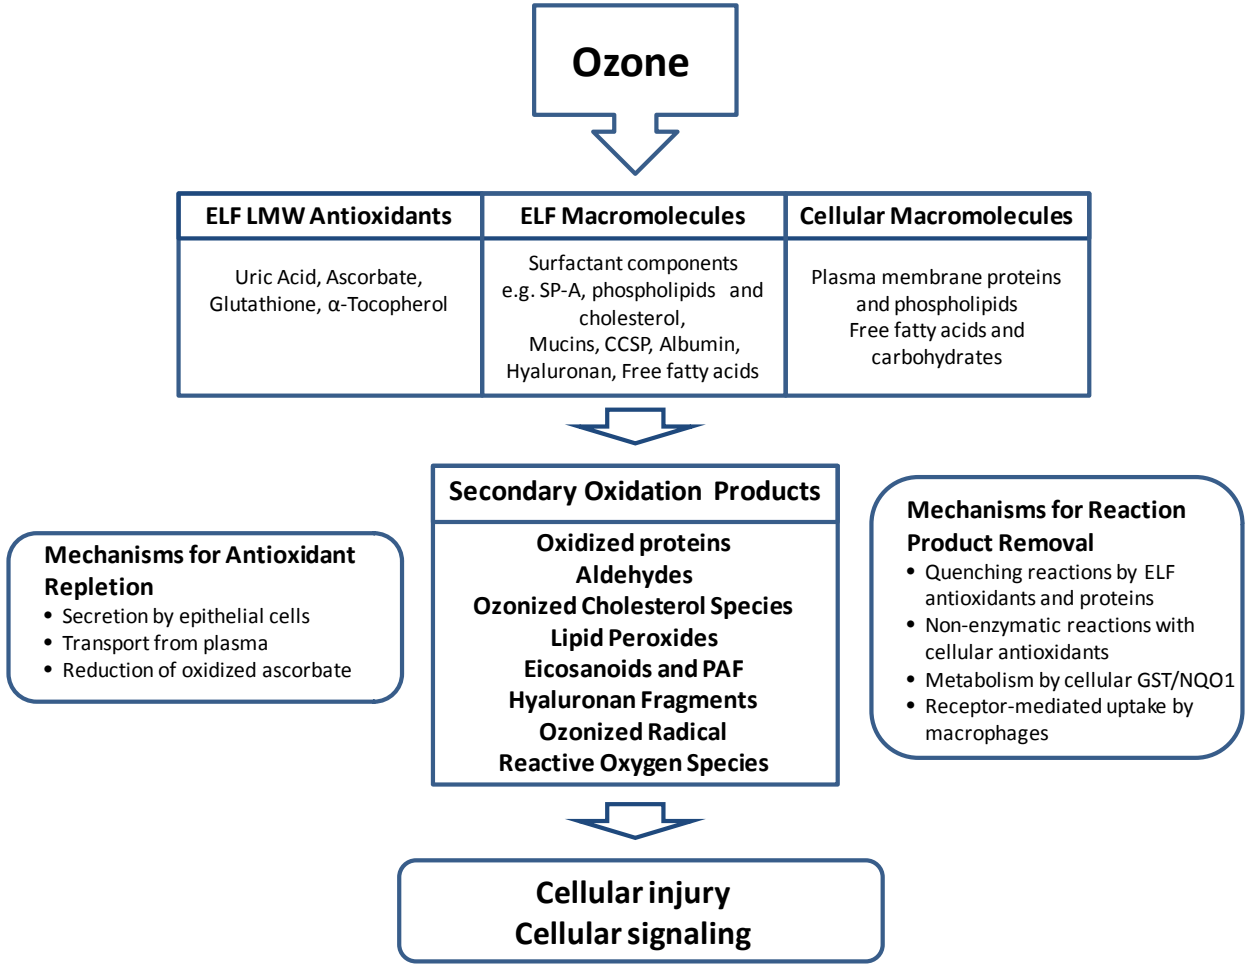 Ozone
ELF LMW Antioxidants
Uric Acid, Ascorbate,
Glutathione, α-Tocopherol
ELF Macromolecules
Surfactant components
e.g. SP-A, phospholipids and
cholesterol,
Mucins, CCSP, Albumin,
Hyaluronan, Free fatty acids
Cellular Macromolecules
Plasma membrane proteins
and phospholipids
Free fatty acids and
carbohydrates
Mechanisms for Antioxidant
Repletion
• Secretion by epithelial cells
• Transport from plasma
• Reduction of oxidized ascorbate
Secondary Oxidation Products
Oxidized proteins
Aldehydes
Ozonized Cholesterol Species
Lipid Peroxides
Eicosanoids and PAF
Hyaluronan Fragments
Ozonized Radical
Reactive Oxygen Species
Mechanisms for Reaction
Product Removal
• Quenching reactions by ELF
antioxidants and proteins
• Non-enzymatic reactions with
cellular antioxidants
• Metabolism by cellular GST/NQO1
• Receptor-mediated uptake by
macrophages
Cellular injury
Cellular signaling